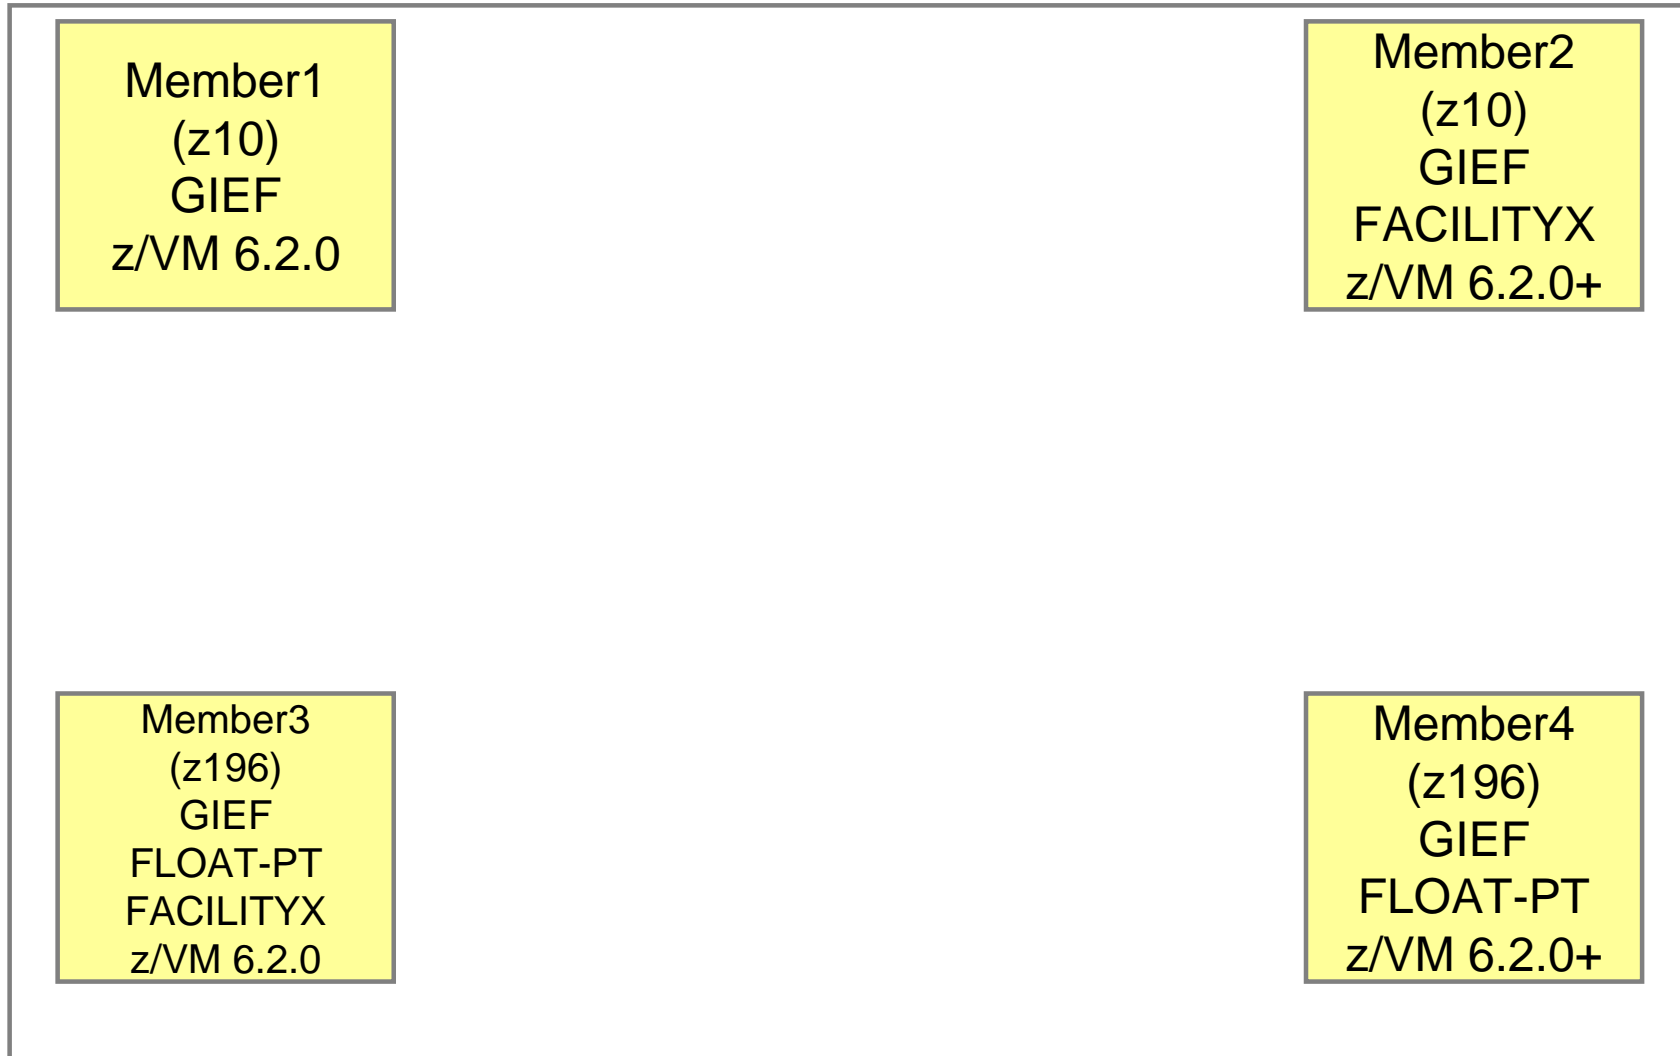 Member1
(z10)
GIEF
z/VM 6.2.0
Member2
(z10)
GIEF
FACILITYX
z/VM 6.2.0+
Member3
(z196)
GIEF
FLOAT-PT
FACILITYX
z/VM 6.2.0
Member4
(z196)
GIEF
FLOAT-PT
z/VM 6.2.0+